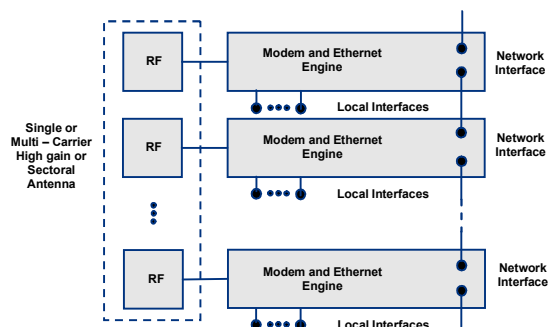 RF
Modem and Ethernet
Engine
Network
Interface
Local Interfaces
Single or
Multi – Carrier
High gain or
Sectoral
Antenna
RF
Modem and Ethernet
Engine
Network
Interface
Local Interfaces
RF
Modem and Ethernet
Engine
Network
Interface
Local Interfaces